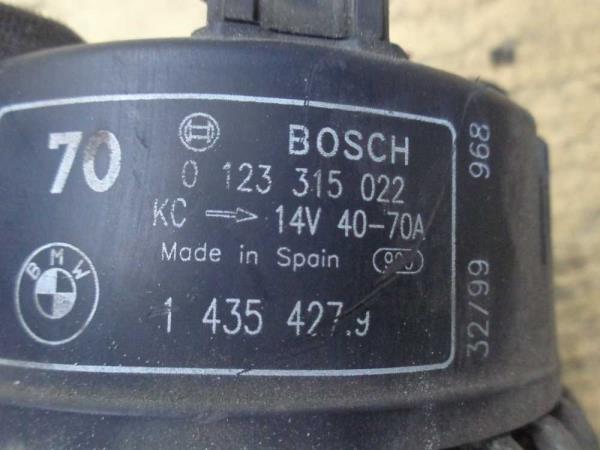 70
BOSCH
0 123 315 022
KC → 14V 40-70A
Made in Spain
BMW
1 435 427.9
32/99 968